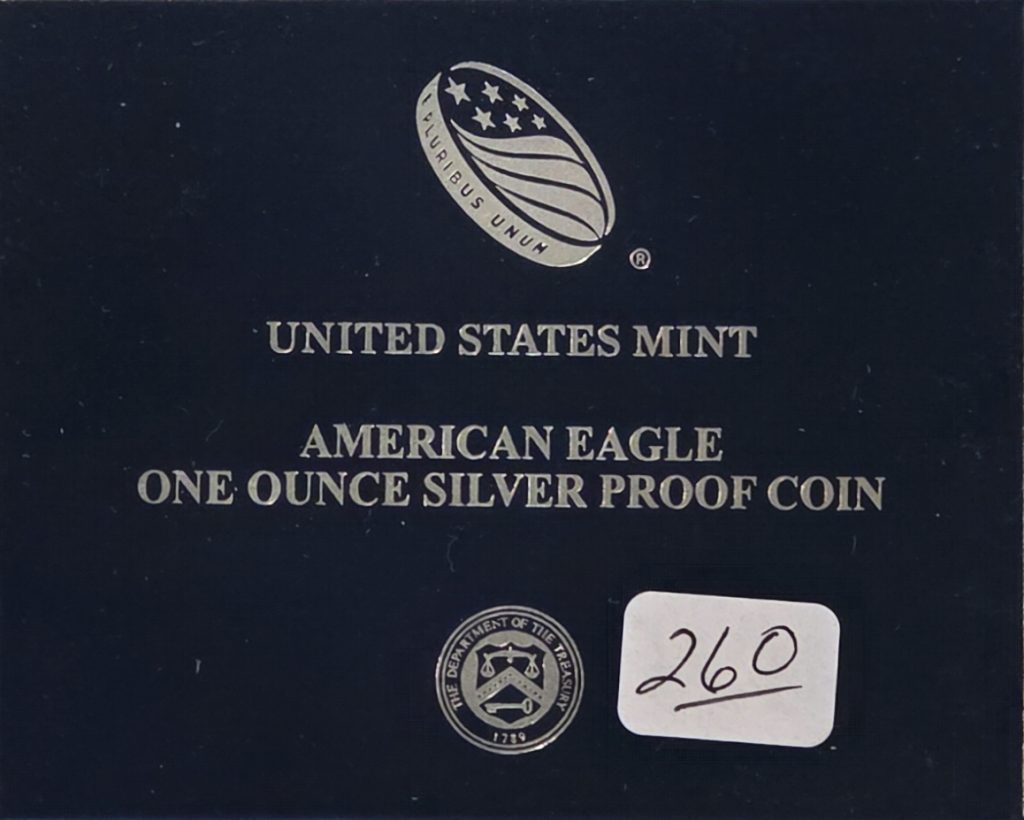 E PLURIBUS UNUM
®
UNITED STATES MINT
AMERICAN EAGLE
ONE OUNCE SILVER PROOF COIN
THE DEPARTMENT OF THE TREASURY
1789
260